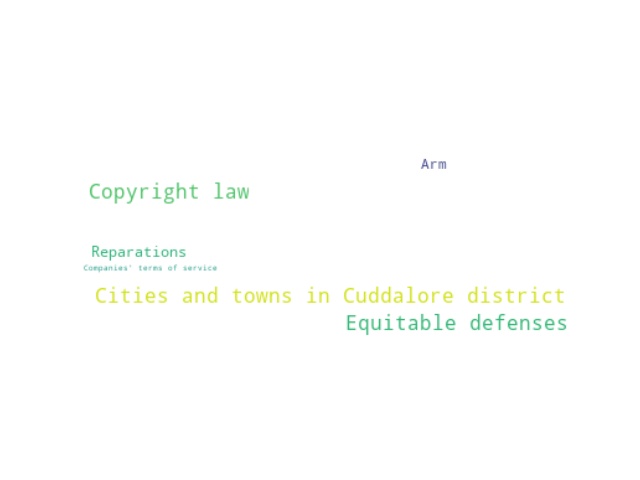 Arm
Copyright law
Reparations
Companies' terms of service
Cities and towns in Cuddalore district
Equitable defenses